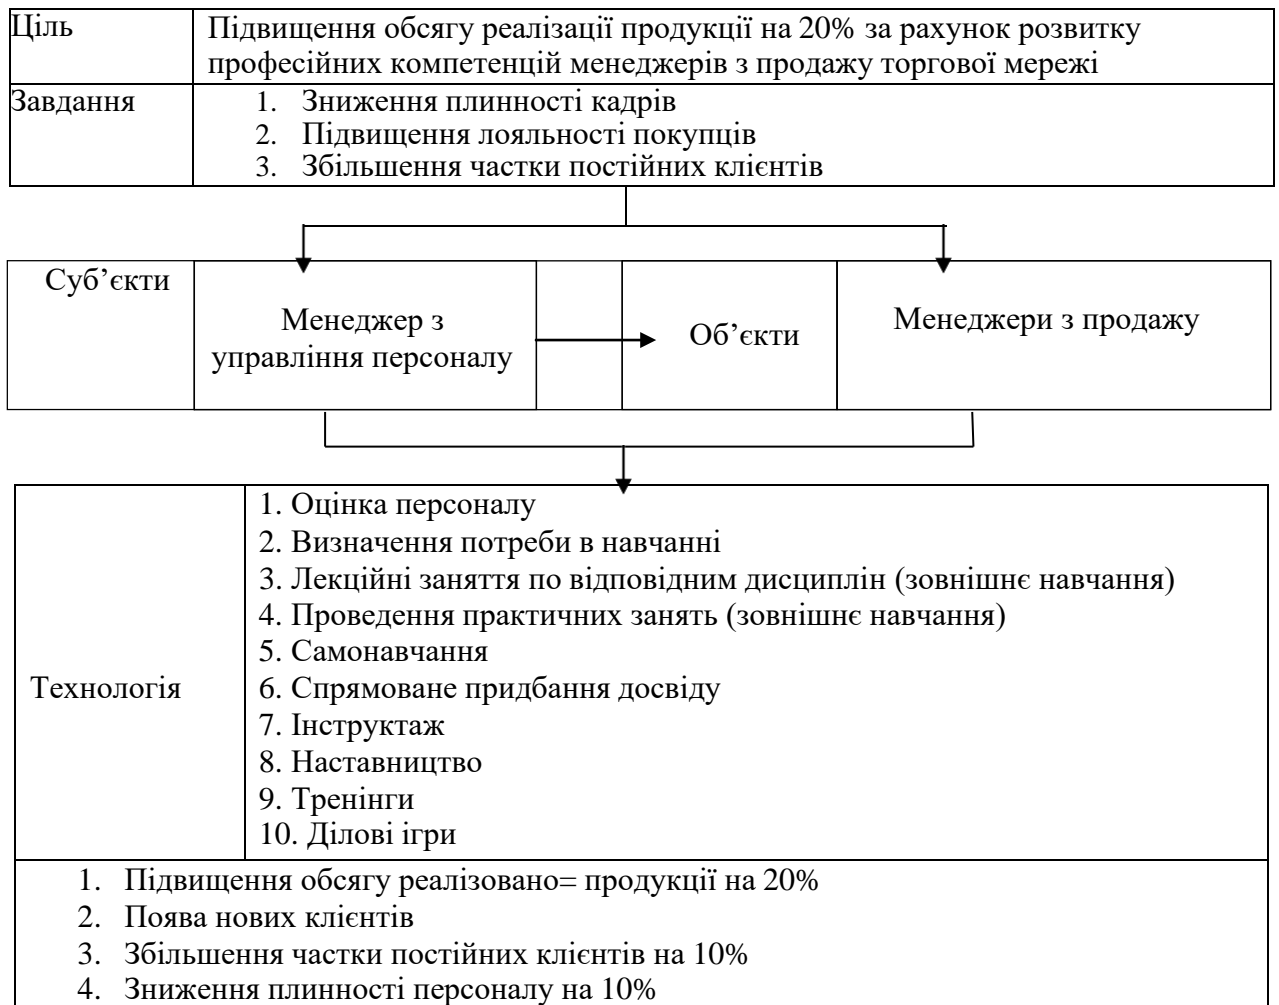 Ціль
Підвищення обсягу реалізації продукції на 20% за рахунок розвитку
професійних компетенцій менеджерів з продажу торгової мережі
Завдання
1. Зниження плинності кадрів
2. Підвищення лояльності покупців
3. Збільшення частки постійних клієнтів
Суб’єкти
Менеджер з
управління персоналу
Об’єкти
Менеджери з продажу
Технологія
1. Оцінка персоналу
2. Визначення потреби в навчанні
3. Лекційні заняття по відповідним дисциплін (зовнішнє навчання)
4. Проведення практичних занять (зовнішнє навчання)
5. Самонавчання
6. Спрямоване придбання досвіду
7. Інструктаж
8. Наставництво
9. Тренінги
10. Ділові ігри
1. Підвищення обсягу реалізовано= продукції на 20%
2. Поява нових клієнтів
3. Збільшення частки постійних клієнтів на 10%
4. Зниження плинності персоналу на 10%